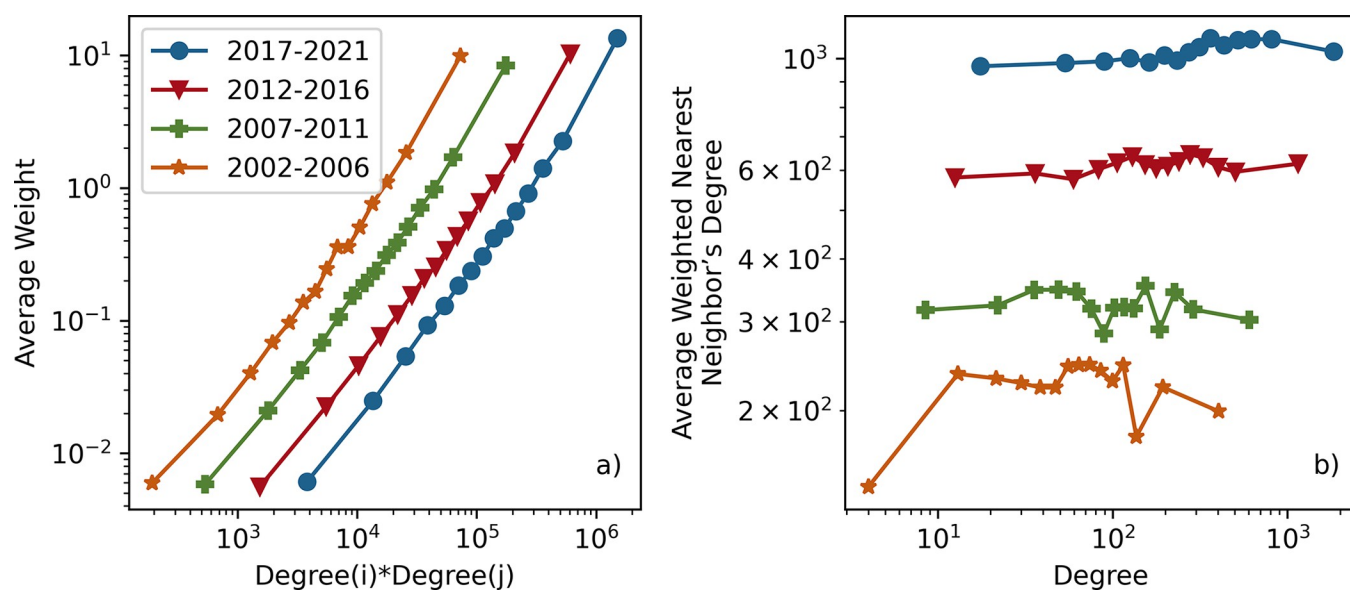 10¹
10⁰
10⁻¹
10⁻²
Average Weight
2017-2021
2012-2016
2007-2011
2002-2006
a)
10³
10⁴
10⁵
10⁶
Degree(i)*Degree(j)
Average Weighted Nearest
Neighbor’s Degree
10³
6 × 10²
4 × 10²
3 × 10²
2 × 10²
b)
10¹
10²
10³
Degree